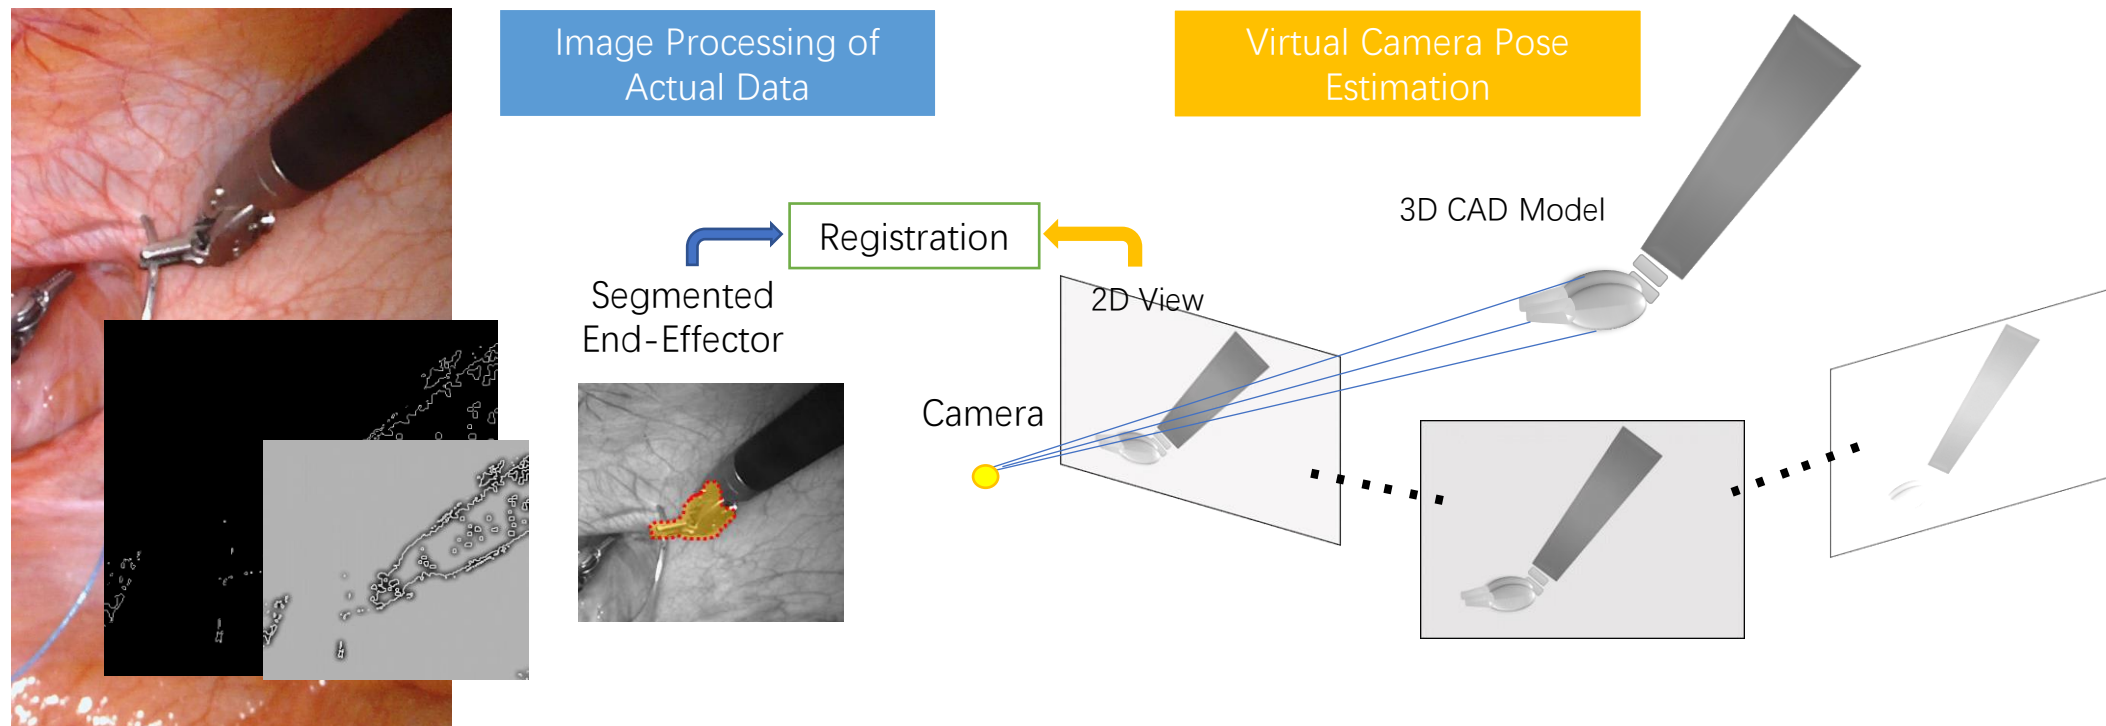 Image Processing of
Actual Data
Virtual Camera Pose
Estimation
3D CAD Model
Registration
Segmented
End-Effector
2D View
Camera